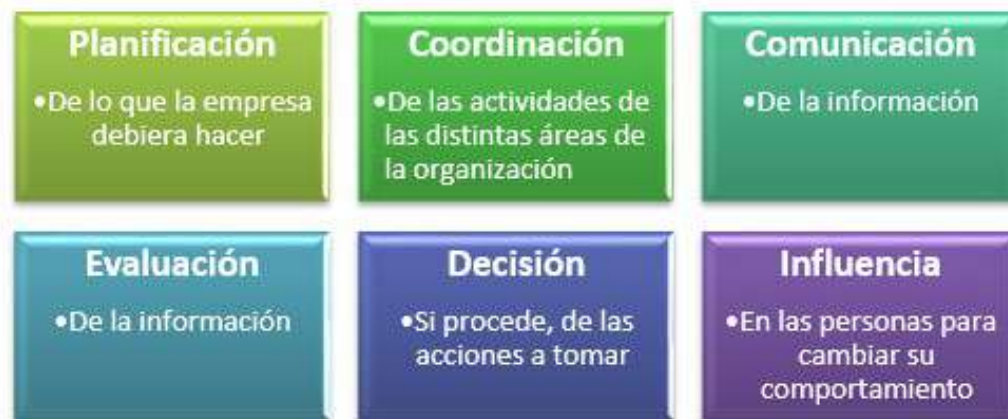 Planificación
•De lo que la empresa
debiera hacer
Coordinación
•De las actividades de
las distintas áreas de
la organización
Comunicación
•De la información
Evaluación
•De la información
Decisión
•Si procede, de las
acciones a tomar
Influencia
•En las personas para
cambiar su
comportamiento